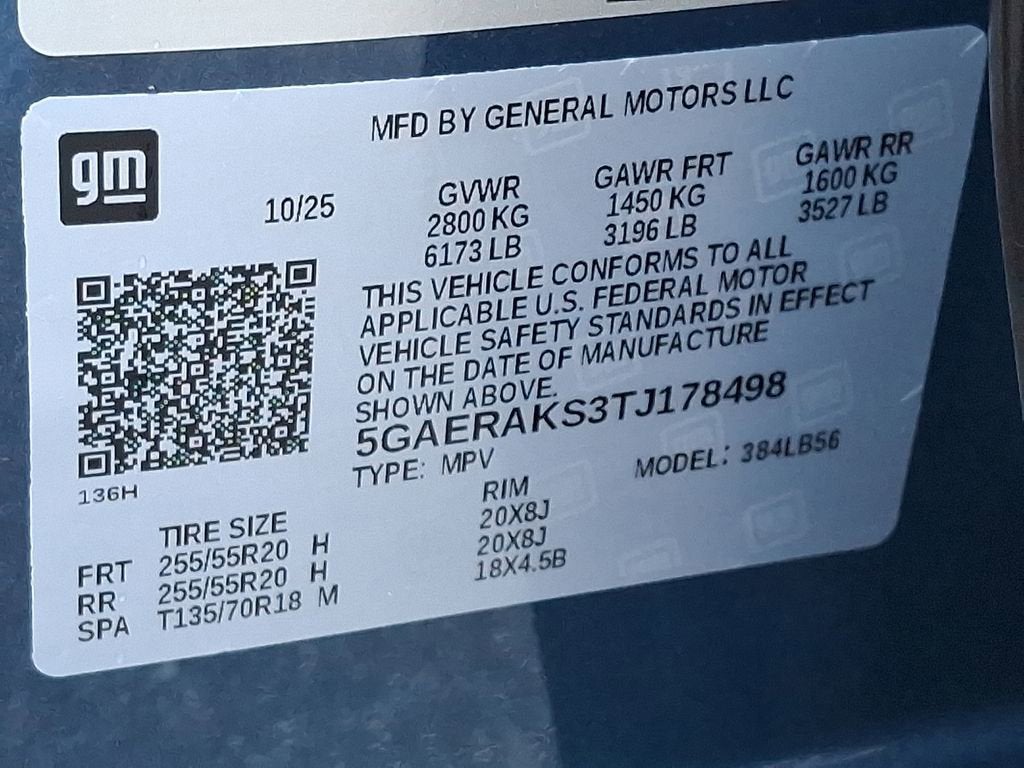 MFD BY GENERAL MOTORS LLC
gm
10/25
GVWR GAWR FRT GAWR RR
2800 KG 1450 KG 1600 KG
6173 LB 3196 LB 3527 LB
THIS VEHICLE CONFORMS TO ALL
APPLICABLE U.S. FEDERAL MOTOR
VEHICLE SAFETY STANDARDS IN EFFECT
ON THE DATE OF MANUFACTURE
SHOWN ABOVE.
5GAERAKS3TJ178498
TYPE: MPV MODEL: 384LB56
136H
TIRE SIZE RIM
FRT 255/55R20 H 20X8J
RR 255/55R20 H 20X8J
SPA T135/70R18 M 18X4.5B